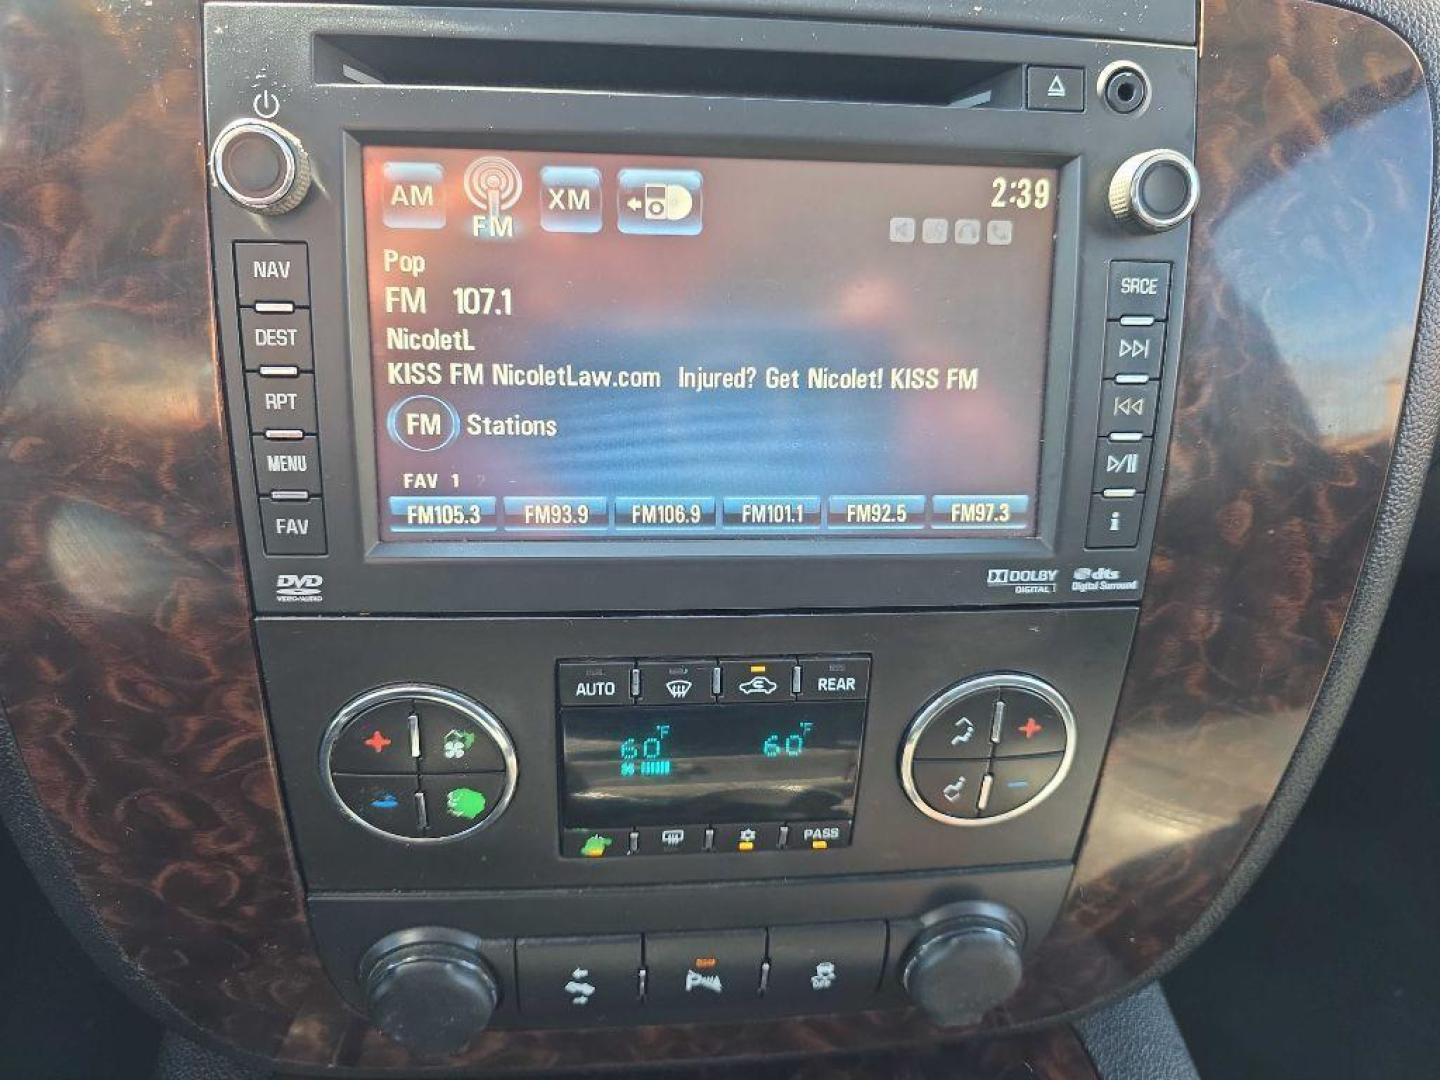 AM FM XM 2:39
NAV
Pop
SRCE
FM 107.1
DEST
NicoletL
KISS FM NicoletLaw.com Injured? Get Nicolet! KISS FM
RPT
FM Stations
MENU
FAV 1
FAV
FM105.3 FM93.9 FM106.9 FM101.1 FM92.5 FM97.3
i
DVD
VIDEO/AUDIO
DOLBY
DIGITAL
dts
Digital Surround
AUTO REAR
60°F 60°F
PASS